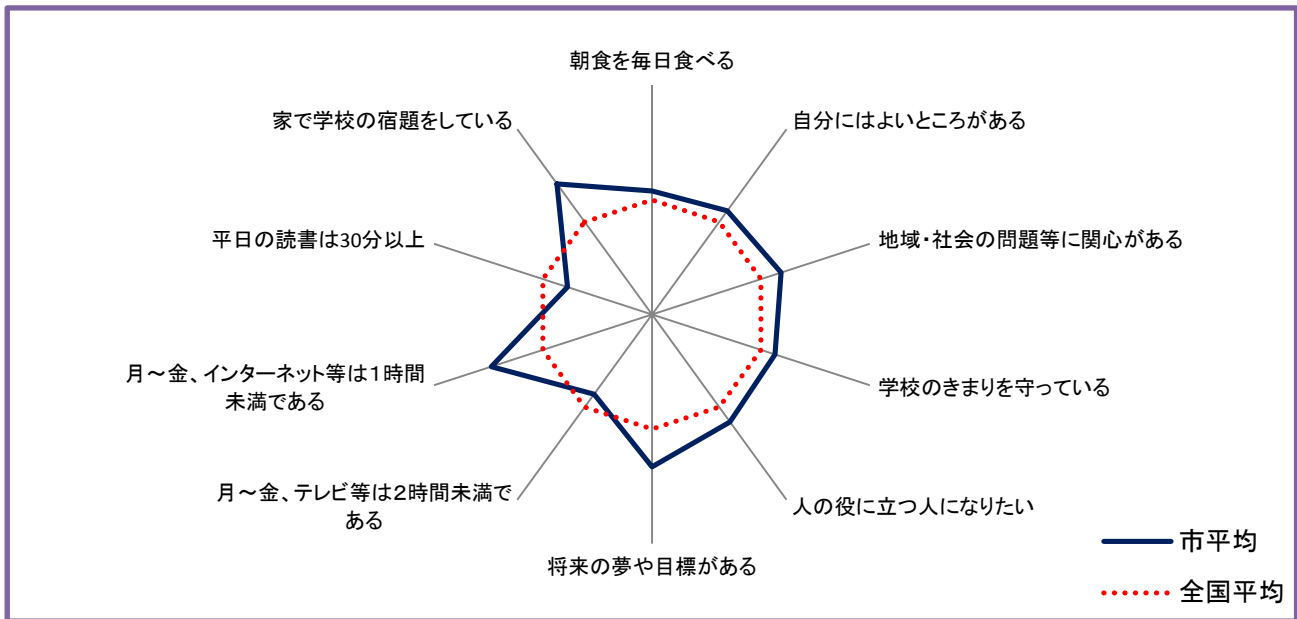 朝食を毎日食べる
自分にはよいところがある
地域・社会の問題等に関心がある
学校のきまりを守っている
人の役に立つ人になりたい
将来の夢や目標がある
月～金、テレビ等は２時間未満で
ある
月～金、インターネット等は１時間
未満である
平日の読書は30分以上
家で学校の宿題をしている
市平均
全国平均